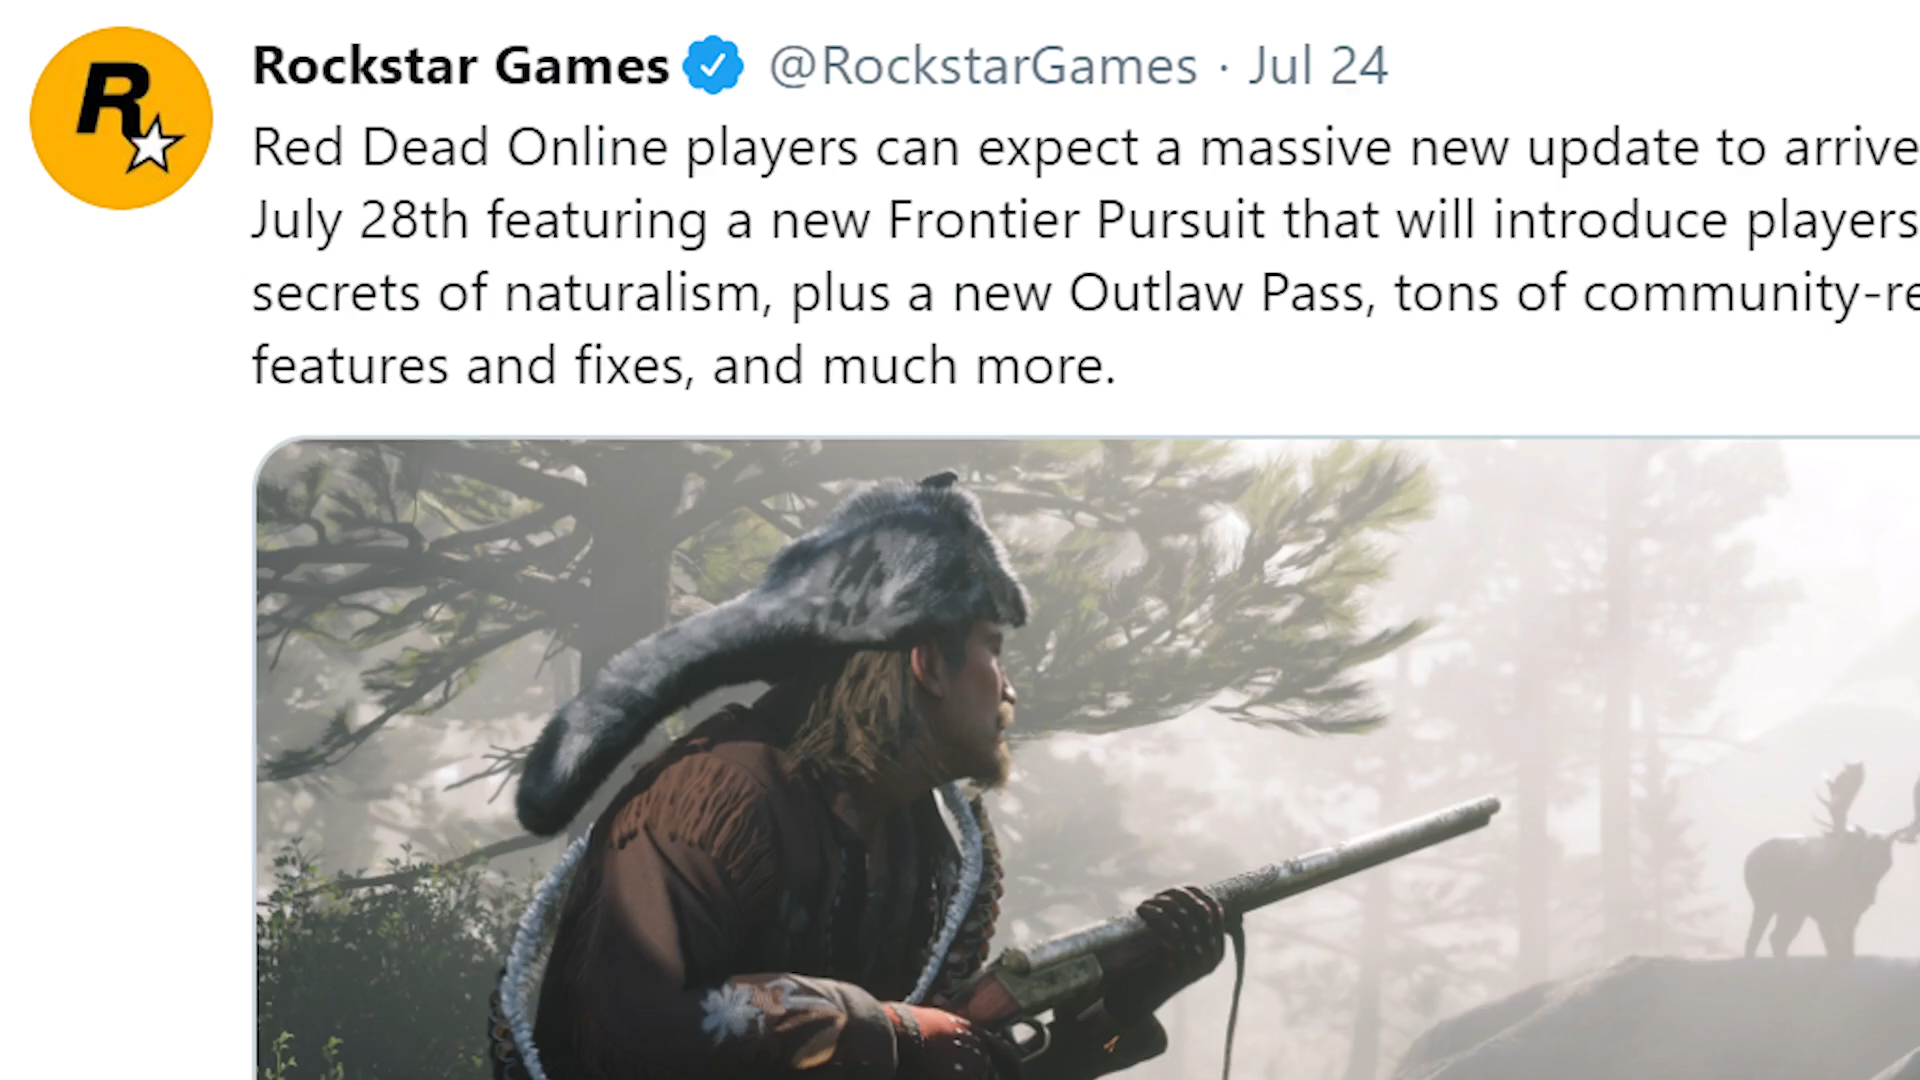 Rockstar Games @RockstarGames · Jul 24
Red Dead Online players can expect a massive new update to arrive
July 28th featuring a new Frontier Pursuit that will introduce players
secrets of naturalism, plus a new Outlaw Pass, tons of community-re
features and fixes, and much more.
R